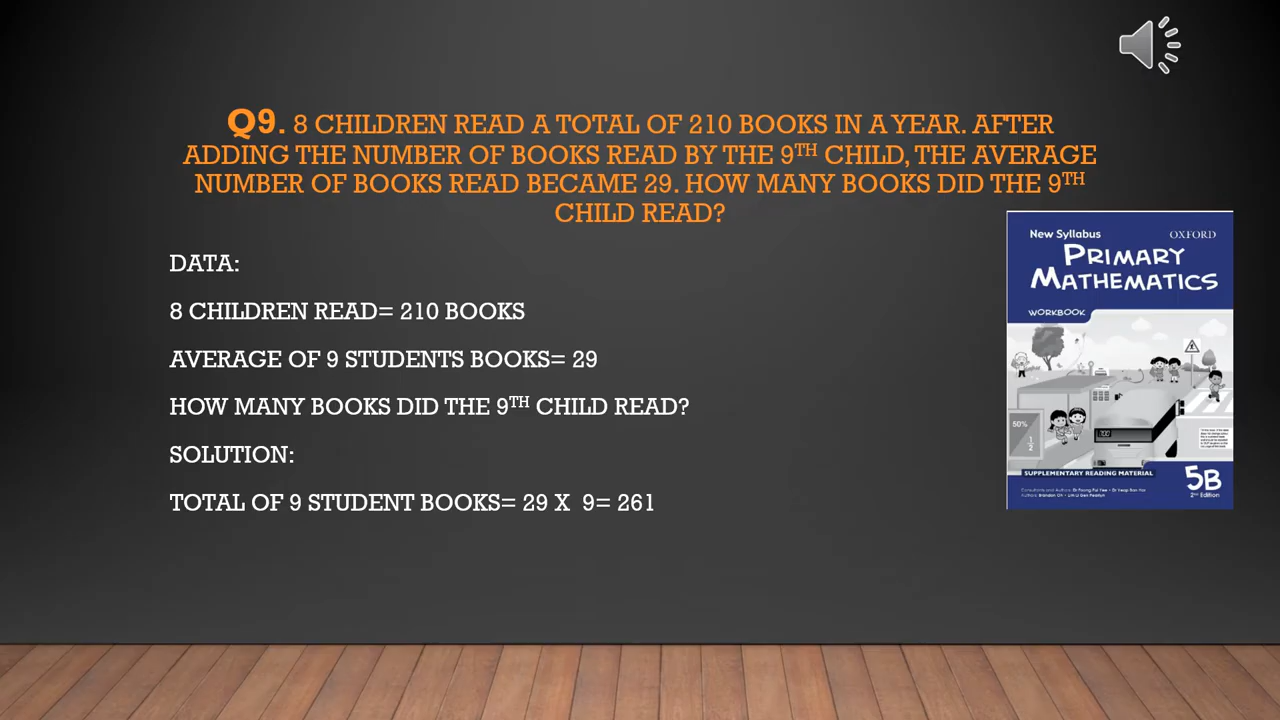 Q9. 8 CHILDREN READ A TOTAL OF 210 BOOKS IN A YEAR. AFTER
ADDING THE NUMBER OF BOOKS READ BY THE 9TH CHILD, THE AVERAGE
NUMBER OF BOOKS READ BECAME 29. HOW MANY BOOKS DID THE 9TH
CHILD READ?
DATA:
8 CHILDREN READ= 210 BOOKS
AVERAGE OF 9 STUDENTS BOOKS= 29
HOW MANY BOOKS DID THE 9TH CHILD READ?
SOLUTION:
TOTAL OF 9 STUDENT BOOKS= 29 X 9= 261
New Syllabus OXFORD
PRIMARY
MATHEMATICS
WORKBOOK
50%
1/2
SUPPLEMENTARY READING MATERIAL
5B
2nd Edition